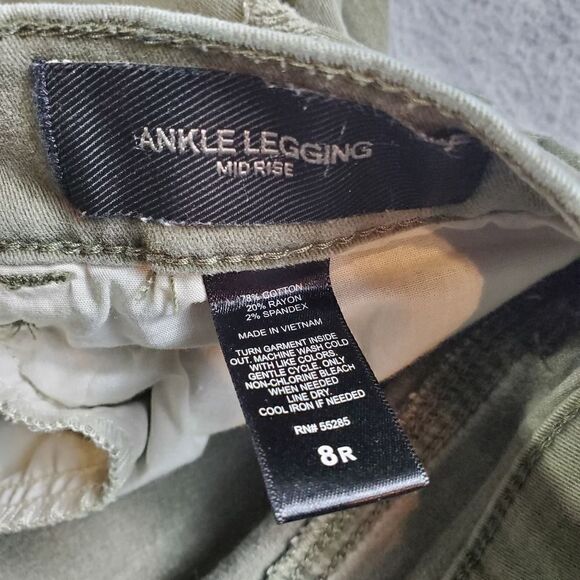 ANKLE LEGGING
MID RISE
78% COTTON
20% RAYON
2% SPANDEX
MADE IN VIETNAM
TURN GARMENT INSIDE
OUT. MACHINE WASH COLD
WITH LIKE COLORS.
GENTLE CYCLE. ONLY
NON-CHLORINE BLEACH
WHEN NEEDED
LINE DRY.
COOL IRON IF NEEDED
RN# 55285
8R